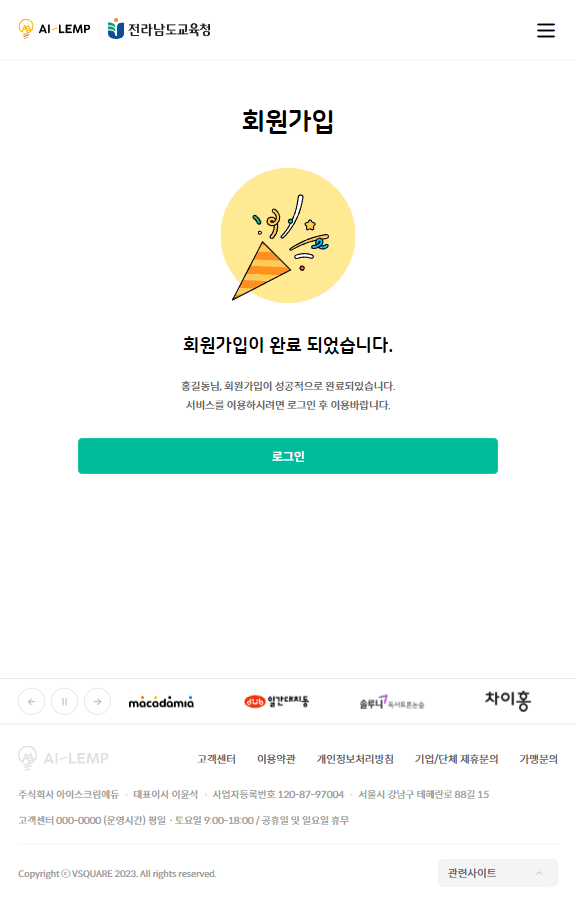 AI-LEMP 전라남도교육청
회원가입
회원가입이 완료 되었습니다.
홍길동님, 회원가입이 성공적으로 완료되었습니다.
서비스를 이용하시려면 로그인 후 이용바랍니다.
로그인
macadamia dub 일간대치동 솔루니 독서토론논술 차이홍
AI-LEMP
고객센터 이용약관 개인정보처리방침 기업/단체 제휴문의 가맹문의
주식회사 아이스크림에듀 · 대표이사 이윤석 · 사업자등록번호 120-87-97004 · 서울시 강남구 테헤란로 88길 15
고객센터 000-0000 (운영시간) 평일 · 토요일 9:00-18:00 / 공휴일 및 일요일 휴무
Copyright ⓒ VSQUARE 2023. All rights reserved.
관련사이트